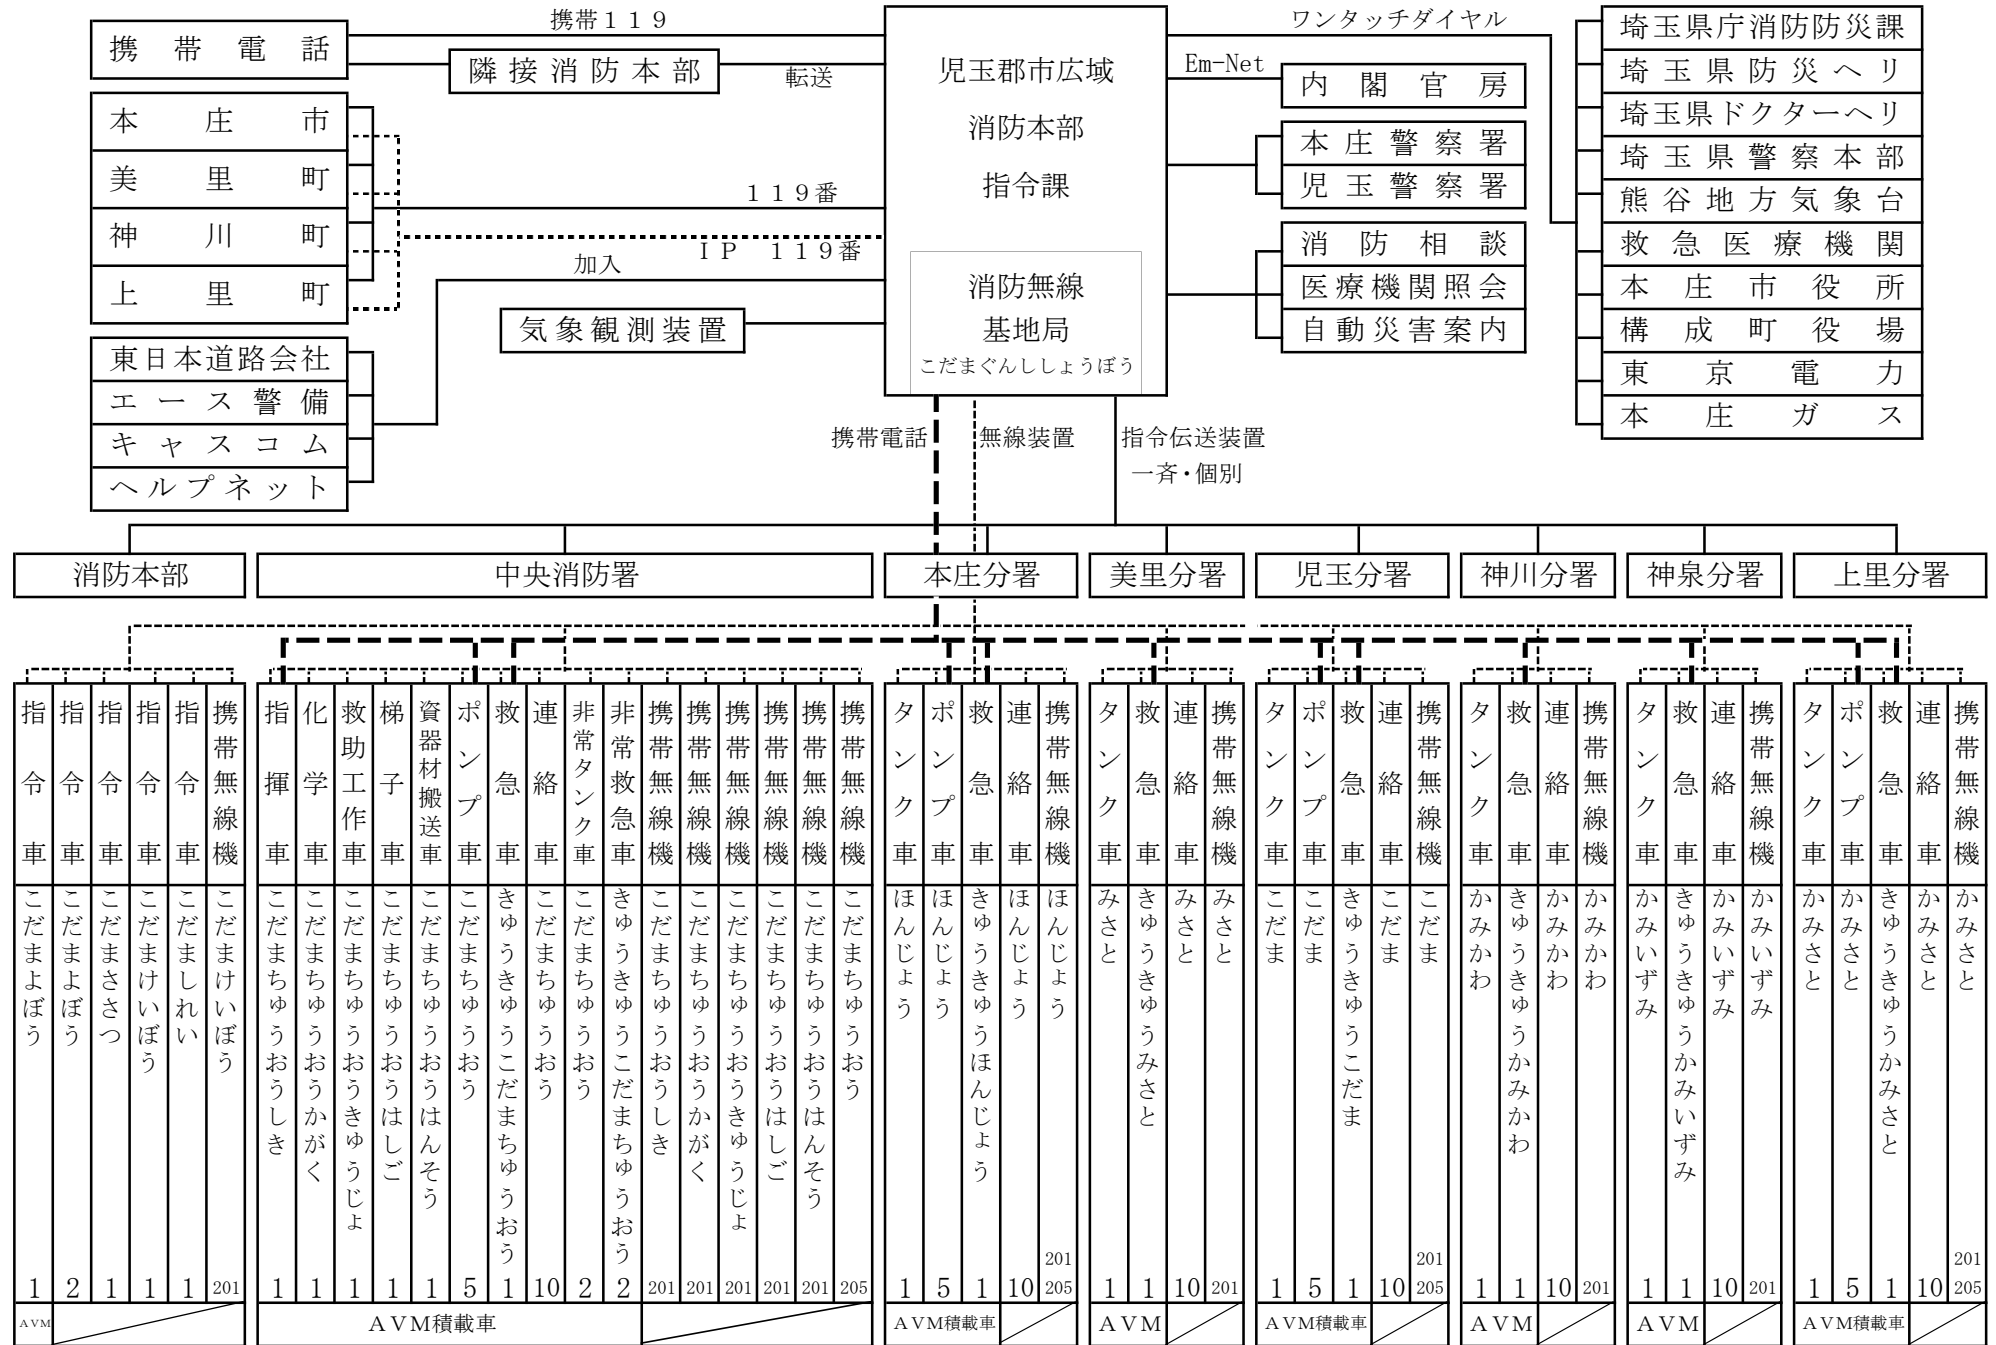 携帯電話
携帯１１９
隣接消防本部
転送
本庄市
美里町
神川町
上里町
１１９番
ＩＰ　１１９番
加入
気象観測装置
東日本道路会社
エース警備
キャスコム
ヘルプネット
児玉郡市広域
消防本部
指令課
消防無線
基地局
こだまぐんししょうぼう
ワンタッチダイヤル
Em-Net
内閣官房
本庄警察署
児玉警察署
消防相談
医療機関照会
自動災害案内
埼玉県庁消防防災課
埼玉県防災ヘリ
埼玉県ドクターヘリ
埼玉県警察本部
熊谷地方気象台
救急医療機関
本庄市役所
構成町役場
東京電力
本庄ガス
携帯電話
無線装置
指令伝送装置
一斉・個別
消防本部
中央消防署
本庄分署
美里分署
児玉分署
神川分署
神泉分署
上里分署
指令車
こだまよぼう
1
指令車
こだまよぼう
2
指令車
こだまささつ
1
指令車
こだまけいぼう
1
指令車
こだましれい
1
携帯無線機
こだまけいぼう
201
ＡＶＭ
指揮車
こだまちゅうおうしき
1
化学車
こだまちゅうおうかがく
1
救助工作車
こだまちゅうおうきゅうじょ
1
梯子車
こだまちゅうおうはしご
1
資器材搬送車
こだまちゅうおうはんそう
1
ポンプ車
こだまちゅうおう
5
救急車
きゅうきゅうこだまちゅうおう
1
連絡車
こだまちゅうおう
10
非常タンク車
こだまちゅうおう
2
非常救急車
きゅうきゅうこだまちゅうおう
2
携帯無線機
こだまちゅうおうしき
201
携帯無線機
こだまちゅうおうかがく
201
携帯無線機
こだまちゅうおうきゅうじょ
201
携帯無線機
こだまちゅうおうはしご
201
携帯無線機
こだまちゅうおうはんそう
201
携帯無線機
こだまちゅうおう
205
ＡＶＭ積載車
タンク車
ほんじょう
1
ポンプ車
ほんじょう
5
救急車
きゅうきゅうほんじょう
1
連絡車
ほんじょう
10
携帯無線機
ほんじょう
201
205
ＡＶＭ積載車
タンク車
みさと
1
救急車
きゅうきゅうみさと
1
連絡車
みさと
10
携帯無線機
みさと
201
ＡＶＭ
タンク車
こだま
1
ポンプ車
こだま
5
救急車
きゅうきゅうこだま
1
連絡車
こだま
10
携帯無線機
こだま
201
205
ＡＶＭ積載車
タンク車
かみかわ
1
救急車
きゅうきゅうかみかわ
1
連絡車
かみかわ
10
携帯無線機
かみかわ
201
ＡＶＭ
タンク車
かみいずみ
1
救急車
きゅうきゅうかみいずみ
1
連絡車
かみいずみ
10
携帯無線機
かみいずみ
201
ＡＶＭ
タンク車
かみさと
1
ポンプ車
かみさと
5
救急車
きゅうきゅうかみさと
1
連絡車
かみさと
10
携帯無線機
かみさと
201
205
ＡＶＭ積載車